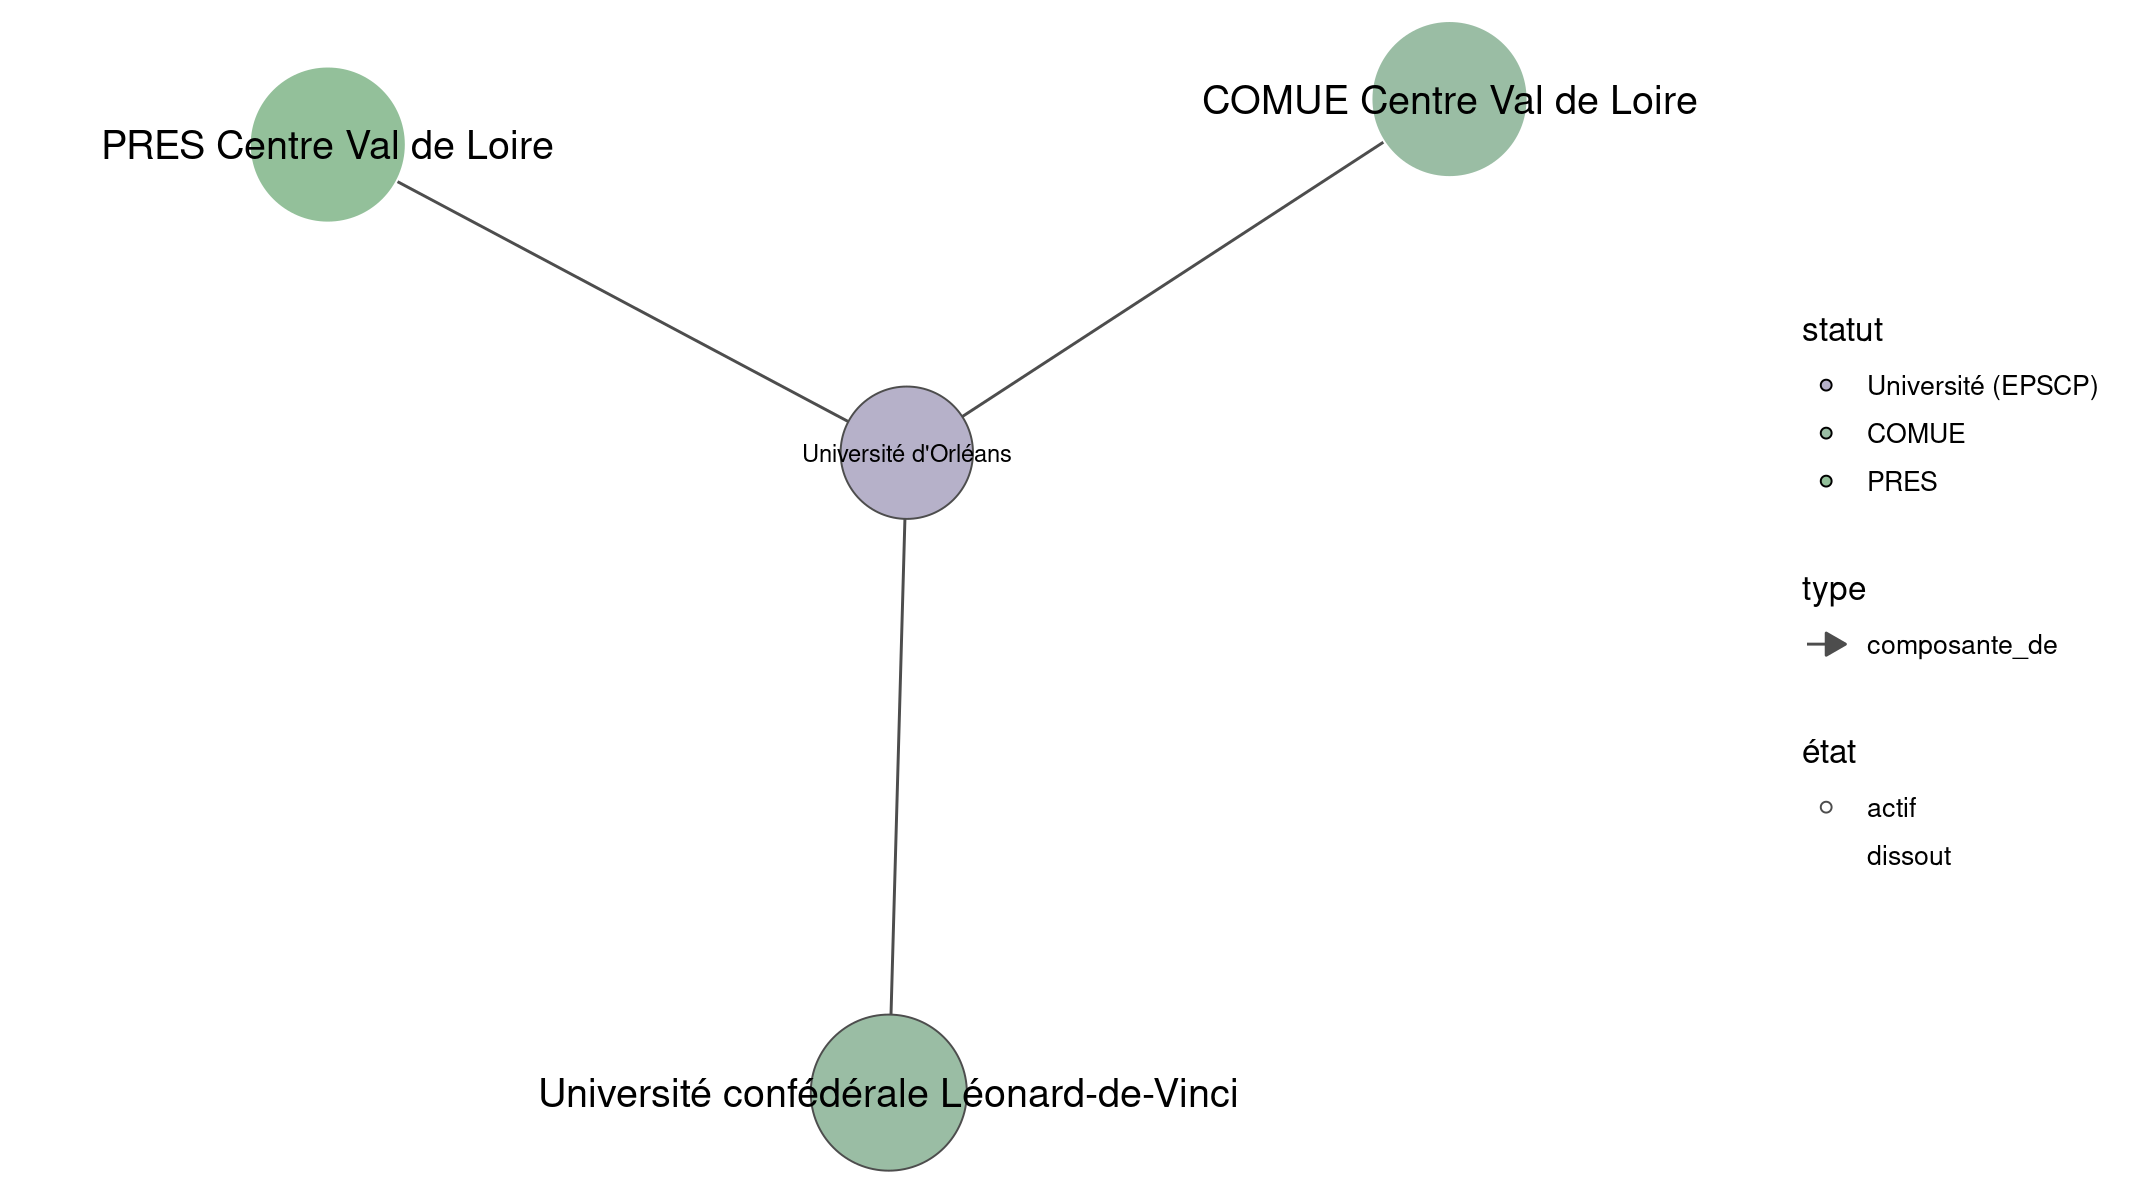 COMUE Centre Val de Loire
PRES Centre Val de Loire
Université d'Orléans
Université confédérale Léonard-de-Vinci
statut
Université (EPSCP)
COMUE
PRES
type
composante_de
état
actif
dissout